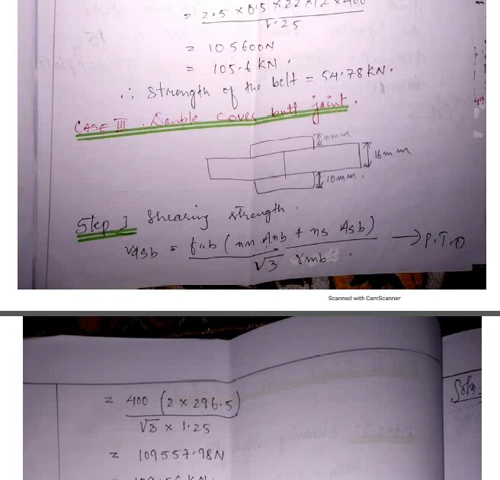 = 2.5 × 0.5 × 22 × 12 × 400
1.25
= 105600N
= 105.6 KN.
∴ Strength of the bolt = 54.78 KN.
CASE III. Double Cover butt joint.
10mm
16mm
10mm
Step I Shearing strength.
Vdsb = fub (nn Anb + ns Asb) → P.T.O
√3 γmb.
Scanned with CamScanner
= 400 (2 × 296.5)
√3 × 1.25
= 109557.98N
Soln